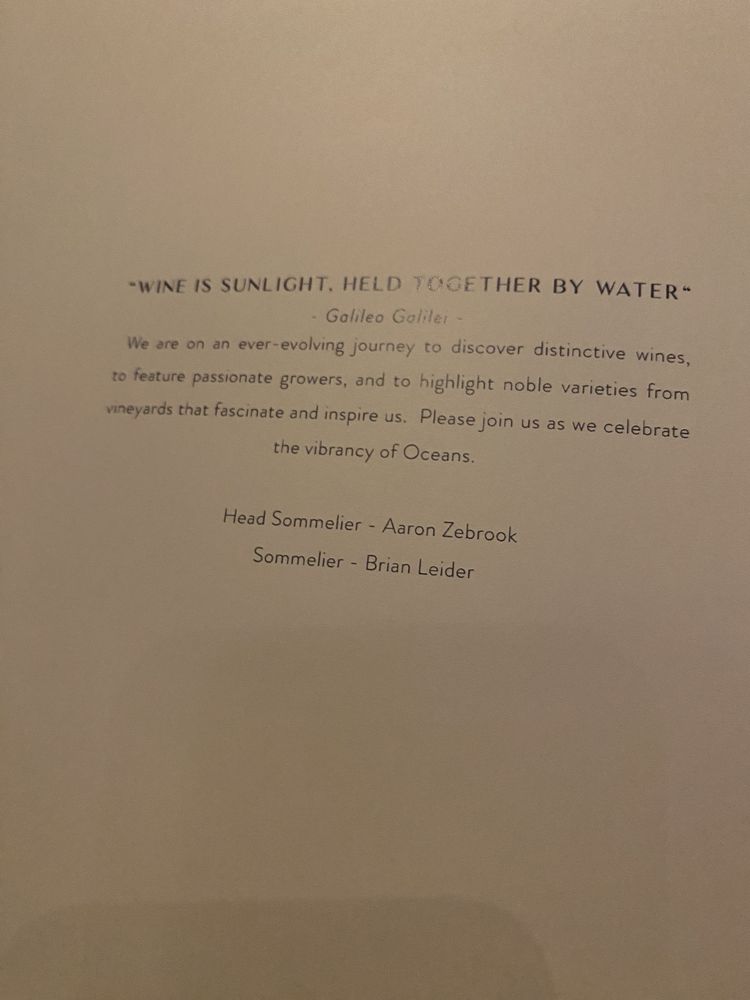 “WINE IS SUNLIGHT, HELD TOGETHER BY WATER“
- Galileo Galilei -
We are on an ever-evolving journey to discover distinctive wines,
to feature passionate growers, and to highlight noble varieties from
vineyards that fascinate and inspire us. Please join us as we celebrate
the vibrancy of Oceans.
Head Sommelier - Aaron Zebrook
Sommelier - Brian Leider